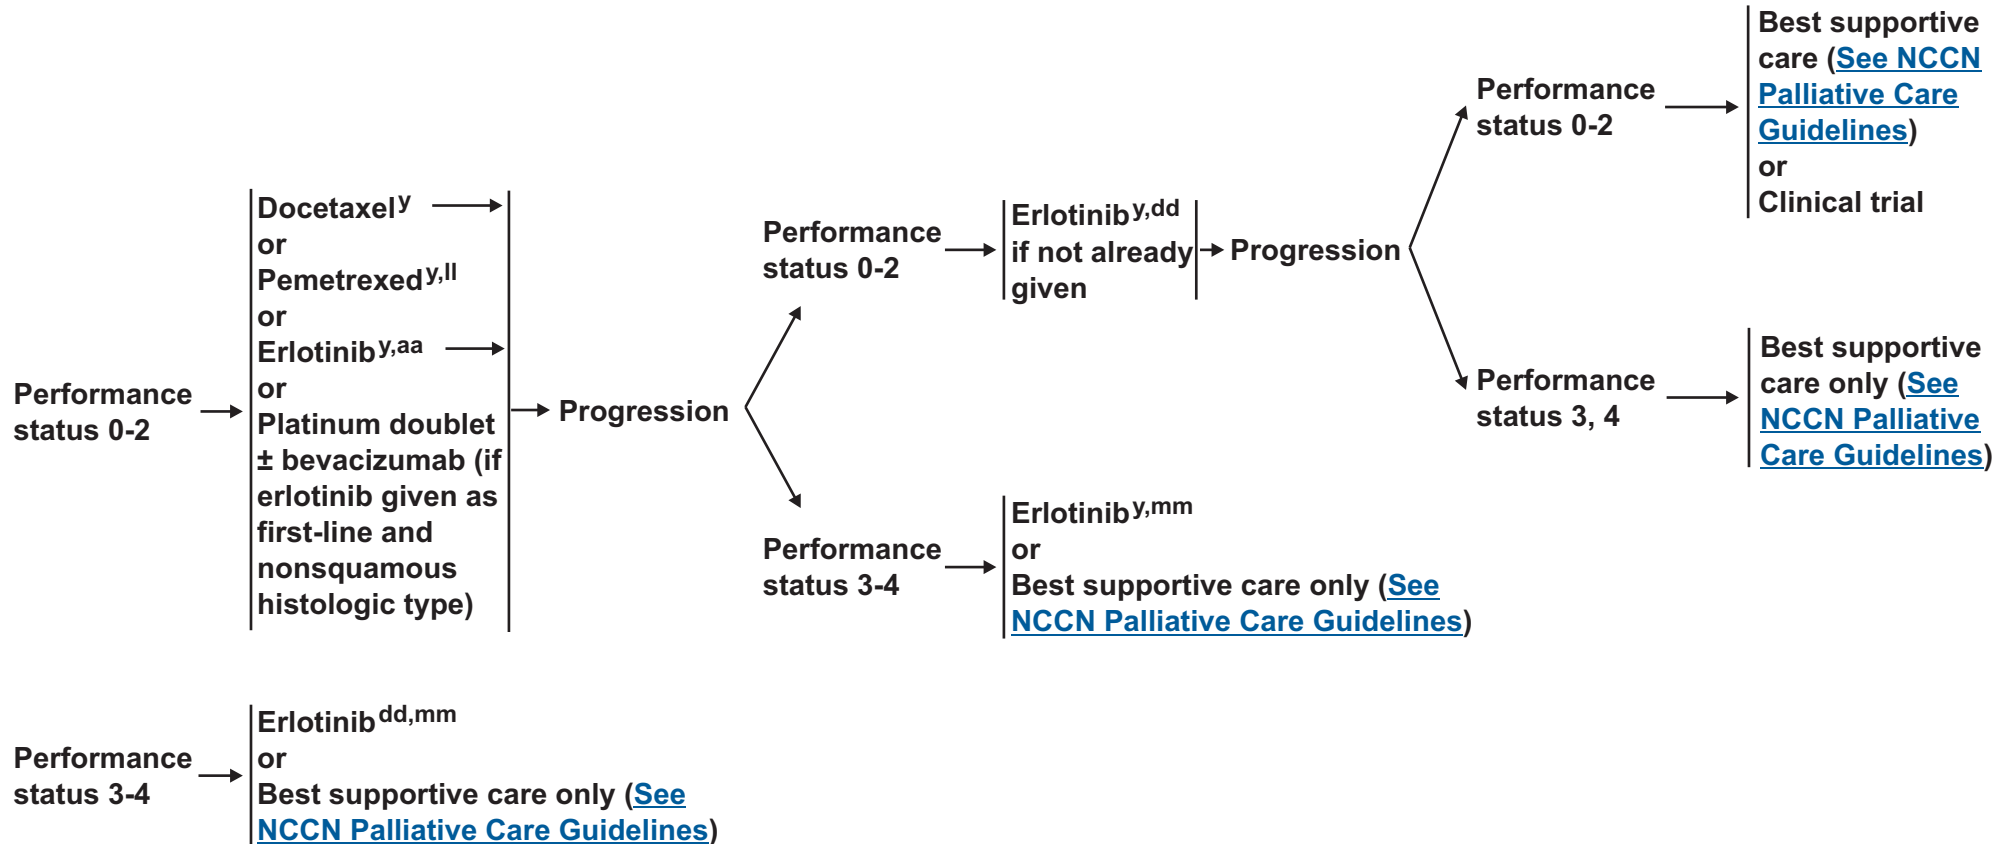 Performance
status 0-2
Docetaxel y
or
Pemetrexed y,ll
or
Erlotinib y,aa
or
Platinum doublet
± bevacizumab (if
erlotinib given as
first-line and
nonsquamous
histologic type)
Progression
Performance
status 0-2
Erlotinib y,dd
if not already
given
Progression
Performance
status 0-2
Best supportive
care (See NCCN
Palliative Care
Guidelines)
or
Clinical trial
Performance
status 3, 4
Best supportive
care only (See
NCCN Palliative
Care Guidelines)
Performance
status 3-4
Erlotinib y,mm
or
Best supportive care only (See
NCCN Palliative Care Guidelines)
Performance
status 3-4
Erlotinib dd,mm
or
Best supportive care only (See
NCCN Palliative Care Guidelines)